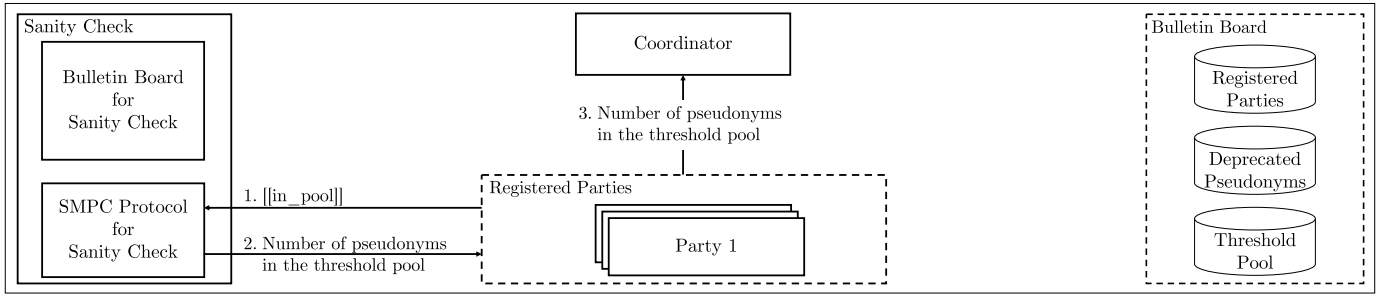 Sanity Check
Bulletin Board
for
Sanity Check
SMPC Protocol
for
Sanity Check
1. [[in_pool]]
2. Number of pseudonyms
in the threshold pool
Coordinator
3. Number of pseudonyms
in the threshold pool
Registered Parties
Party 1
Bulletin Board
Registered
Parties
Deprecated
Pseudonyms
Threshold
Pool